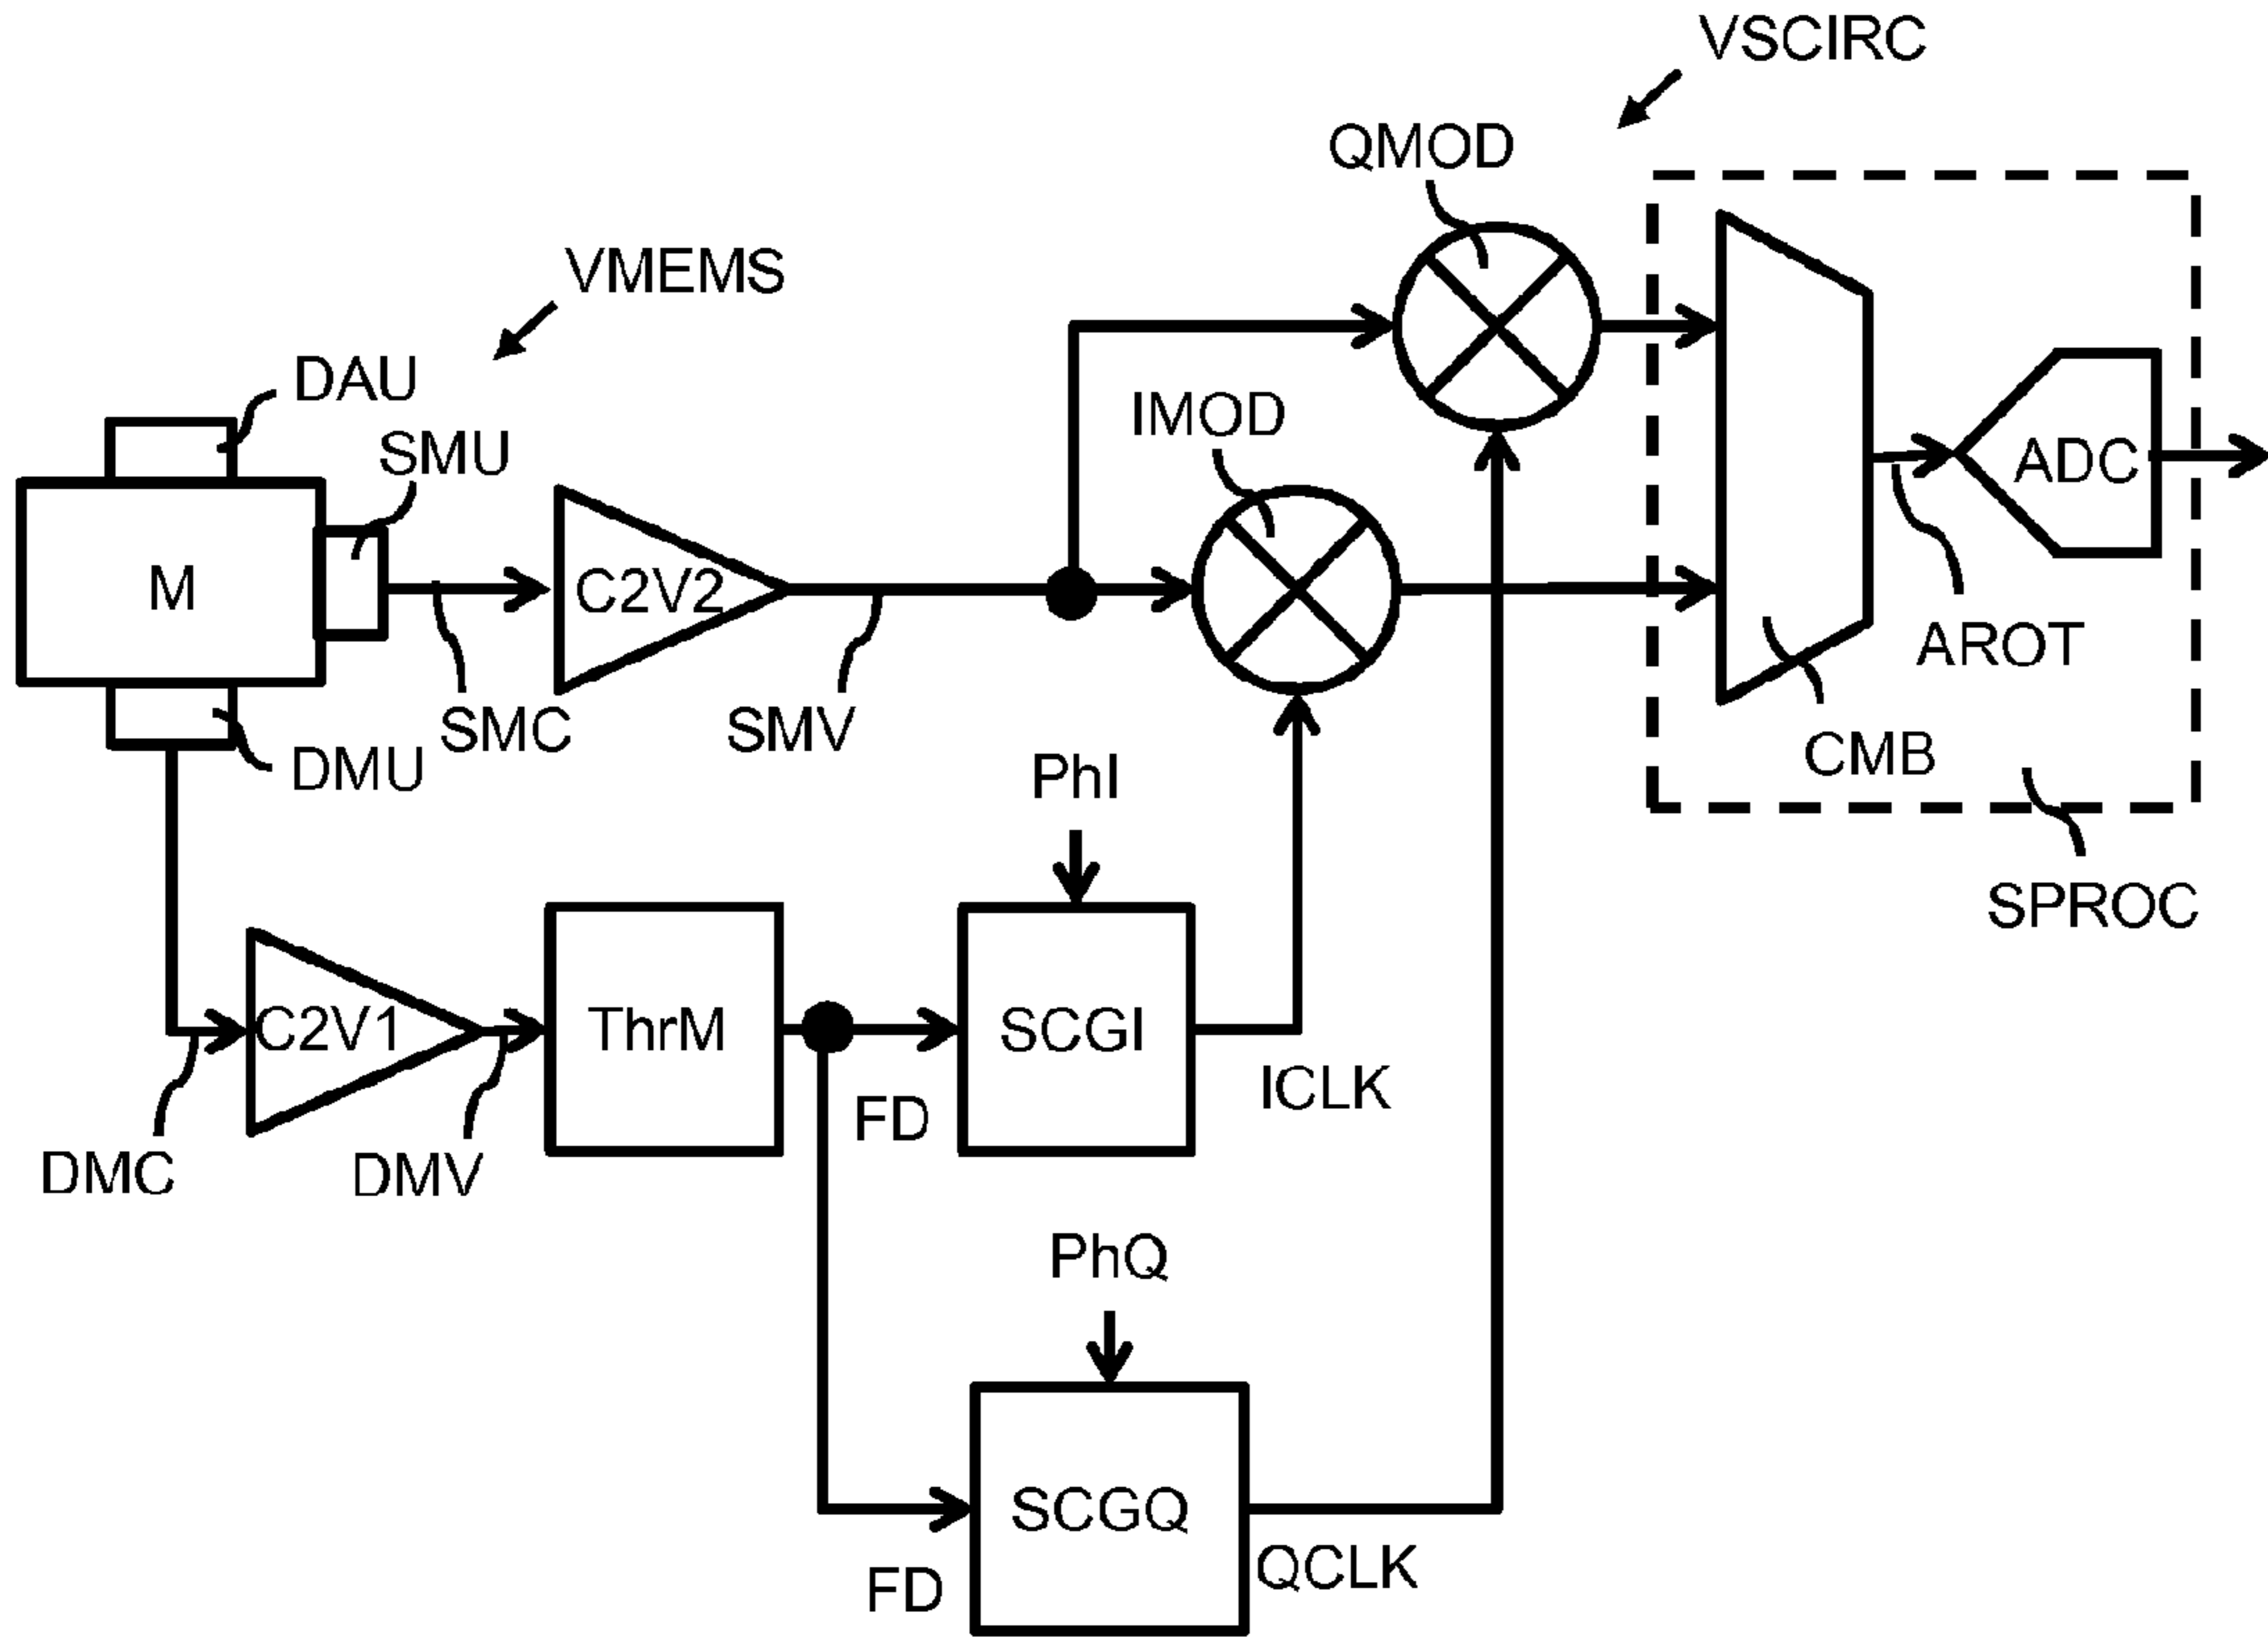 VSCIRC
QMOD
VMEMS
DAU
IMOD
SMU
ADC
M
C2V2
AROT
SMC
SMV
CMB
DMU
PhI
SPROC
C2V1
ThrM
SCGI
ICLK
FD
DMC
DMV
PhQ
SCGQ
QCLK
FD